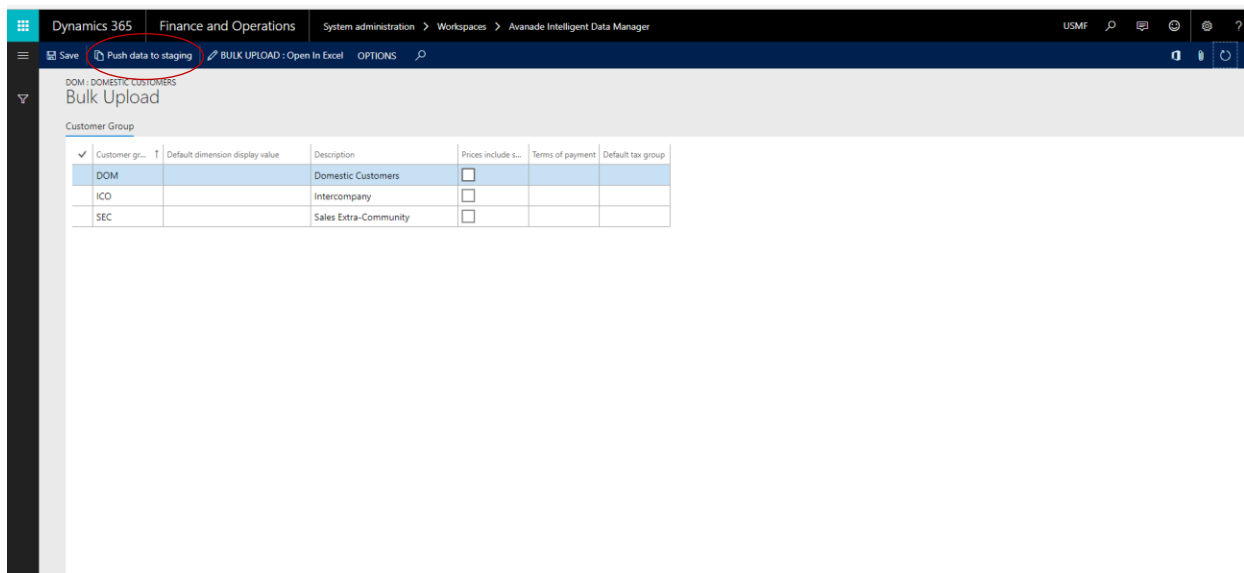 Dynamics 365 Finance and Operations System administration > Workspaces > Avanade Intelligent Data Manager USMF ?
Save Push data to staging BULK UPLOAD : Open In Excel OPTIONS
DOM : DOMESTIC CUSTOMERS
Bulk Upload
Customer Group
Customer gr... ↑ Default dimension display value Description Prices include s... Terms of payment Default tax group
DOM Domestic Customers
ICO Intercompany
SEC Sales Extra-Community